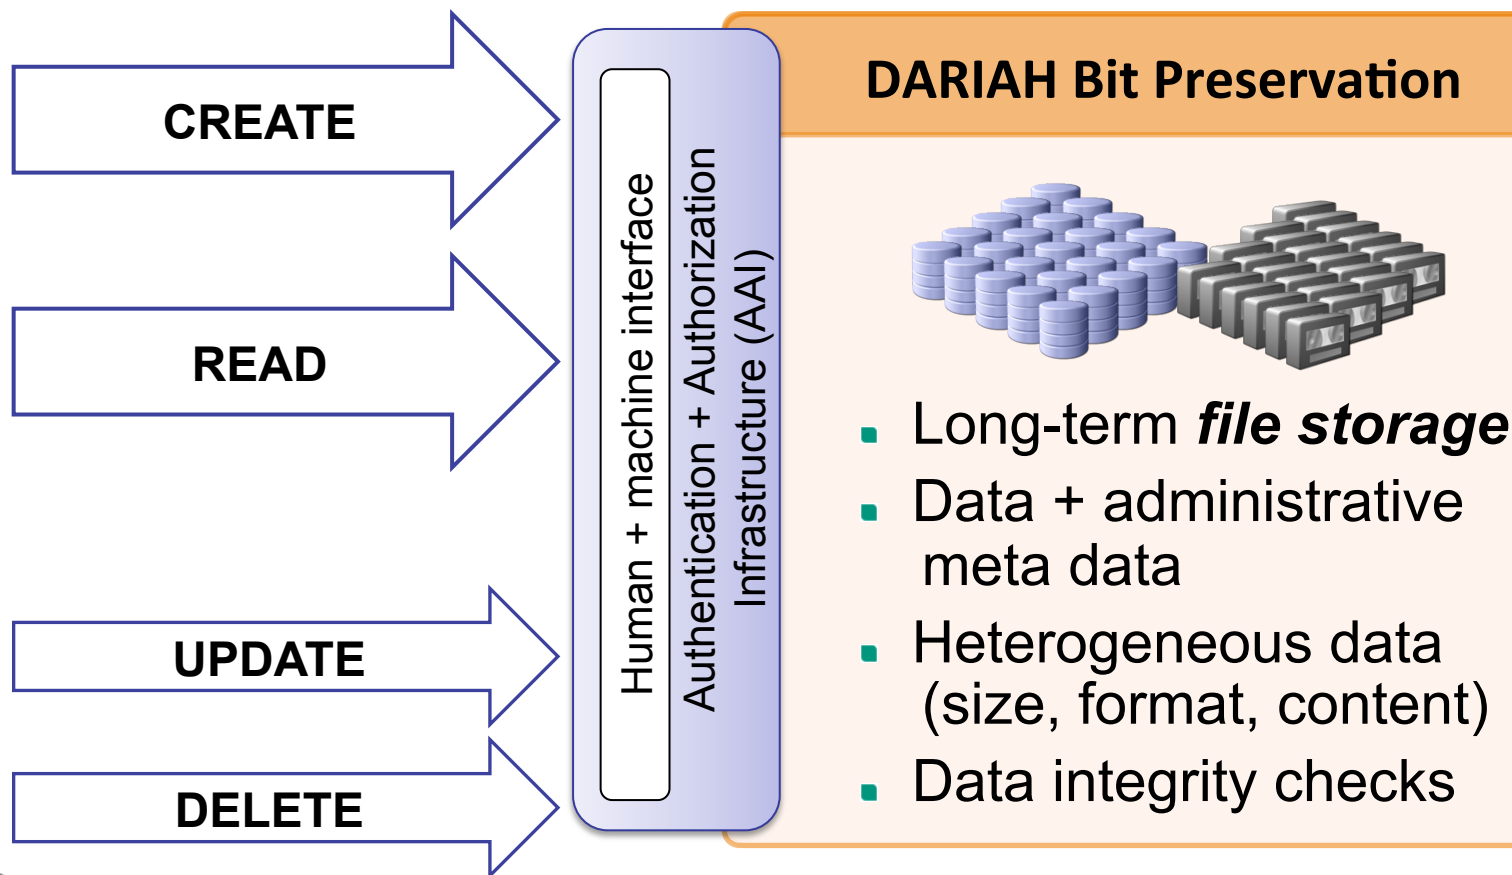 CREATE
READ
UPDATE
DELETE
Human + machine interface
Authentication + Authorization
Infrastructure (AAI)
DARIAH Bit Preservation
Long-term file storage
Data + administrative
meta data
Heterogeneous data
(size, format, content)
Data integrity checks